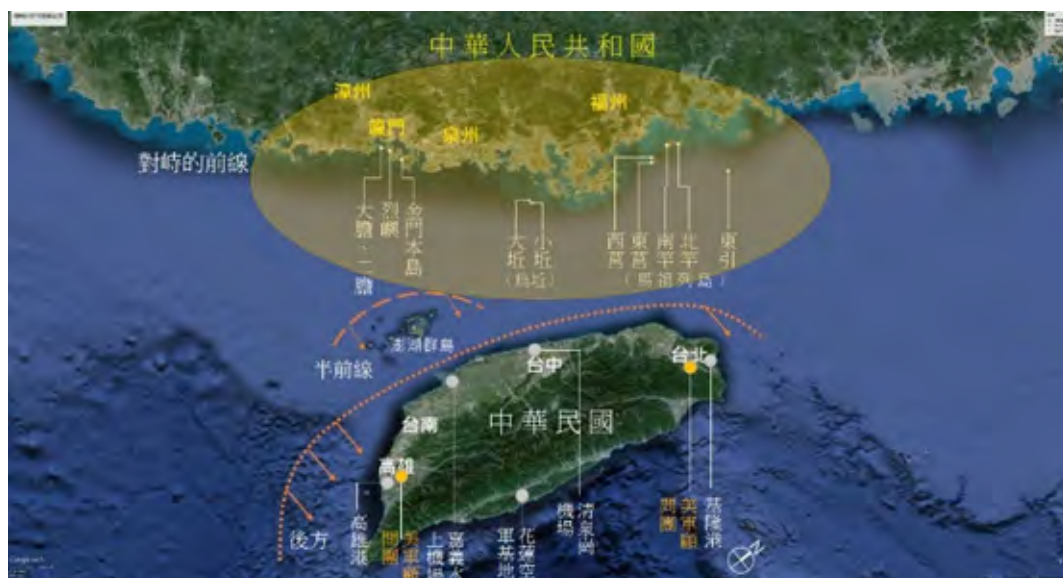 中華人民共和國
漳州
廈門
泉州
福州
對峙的前線
大膽、二膽
烈嶼
金門本島
大坵
小坵
(烏坵)
西莒
東莒
南竿
北竿
東引
(馬祖列島)
澎湖群島
半前線
台中
台北
中華民國
台南
高雄
後方
高雄港
美軍顧問團
嘉義水上機場
花蓮空軍基地
清泉崗機場
美軍顧問團
基隆港